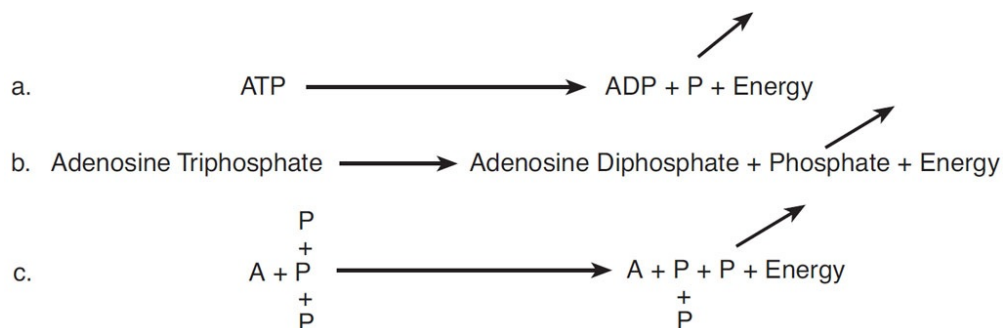 a. ATP ADP + P + Energy
b. Adenosine Triphosphate Adenosine Diphosphate + Phosphate + Energy
P
+
c. A + P A + P + P + Energy
+ +
P P